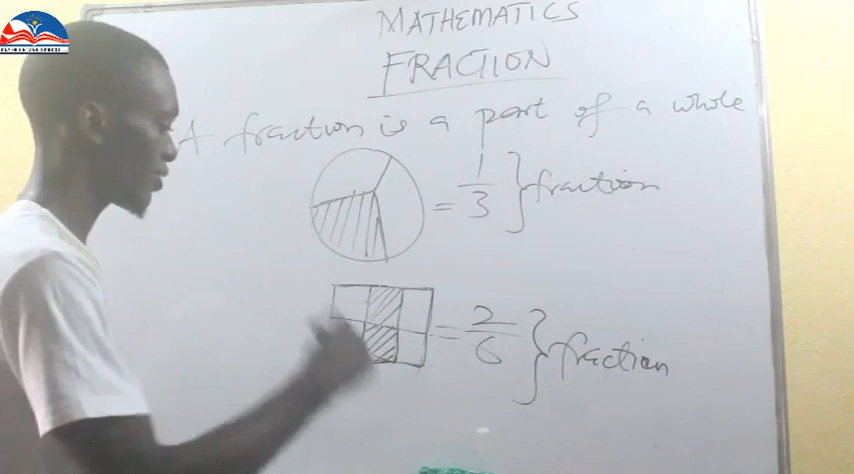 MATHEMATICS
FRACTION
A fraction is a part of a whole
= 1/3 } fraction
= 2/6 } fraction